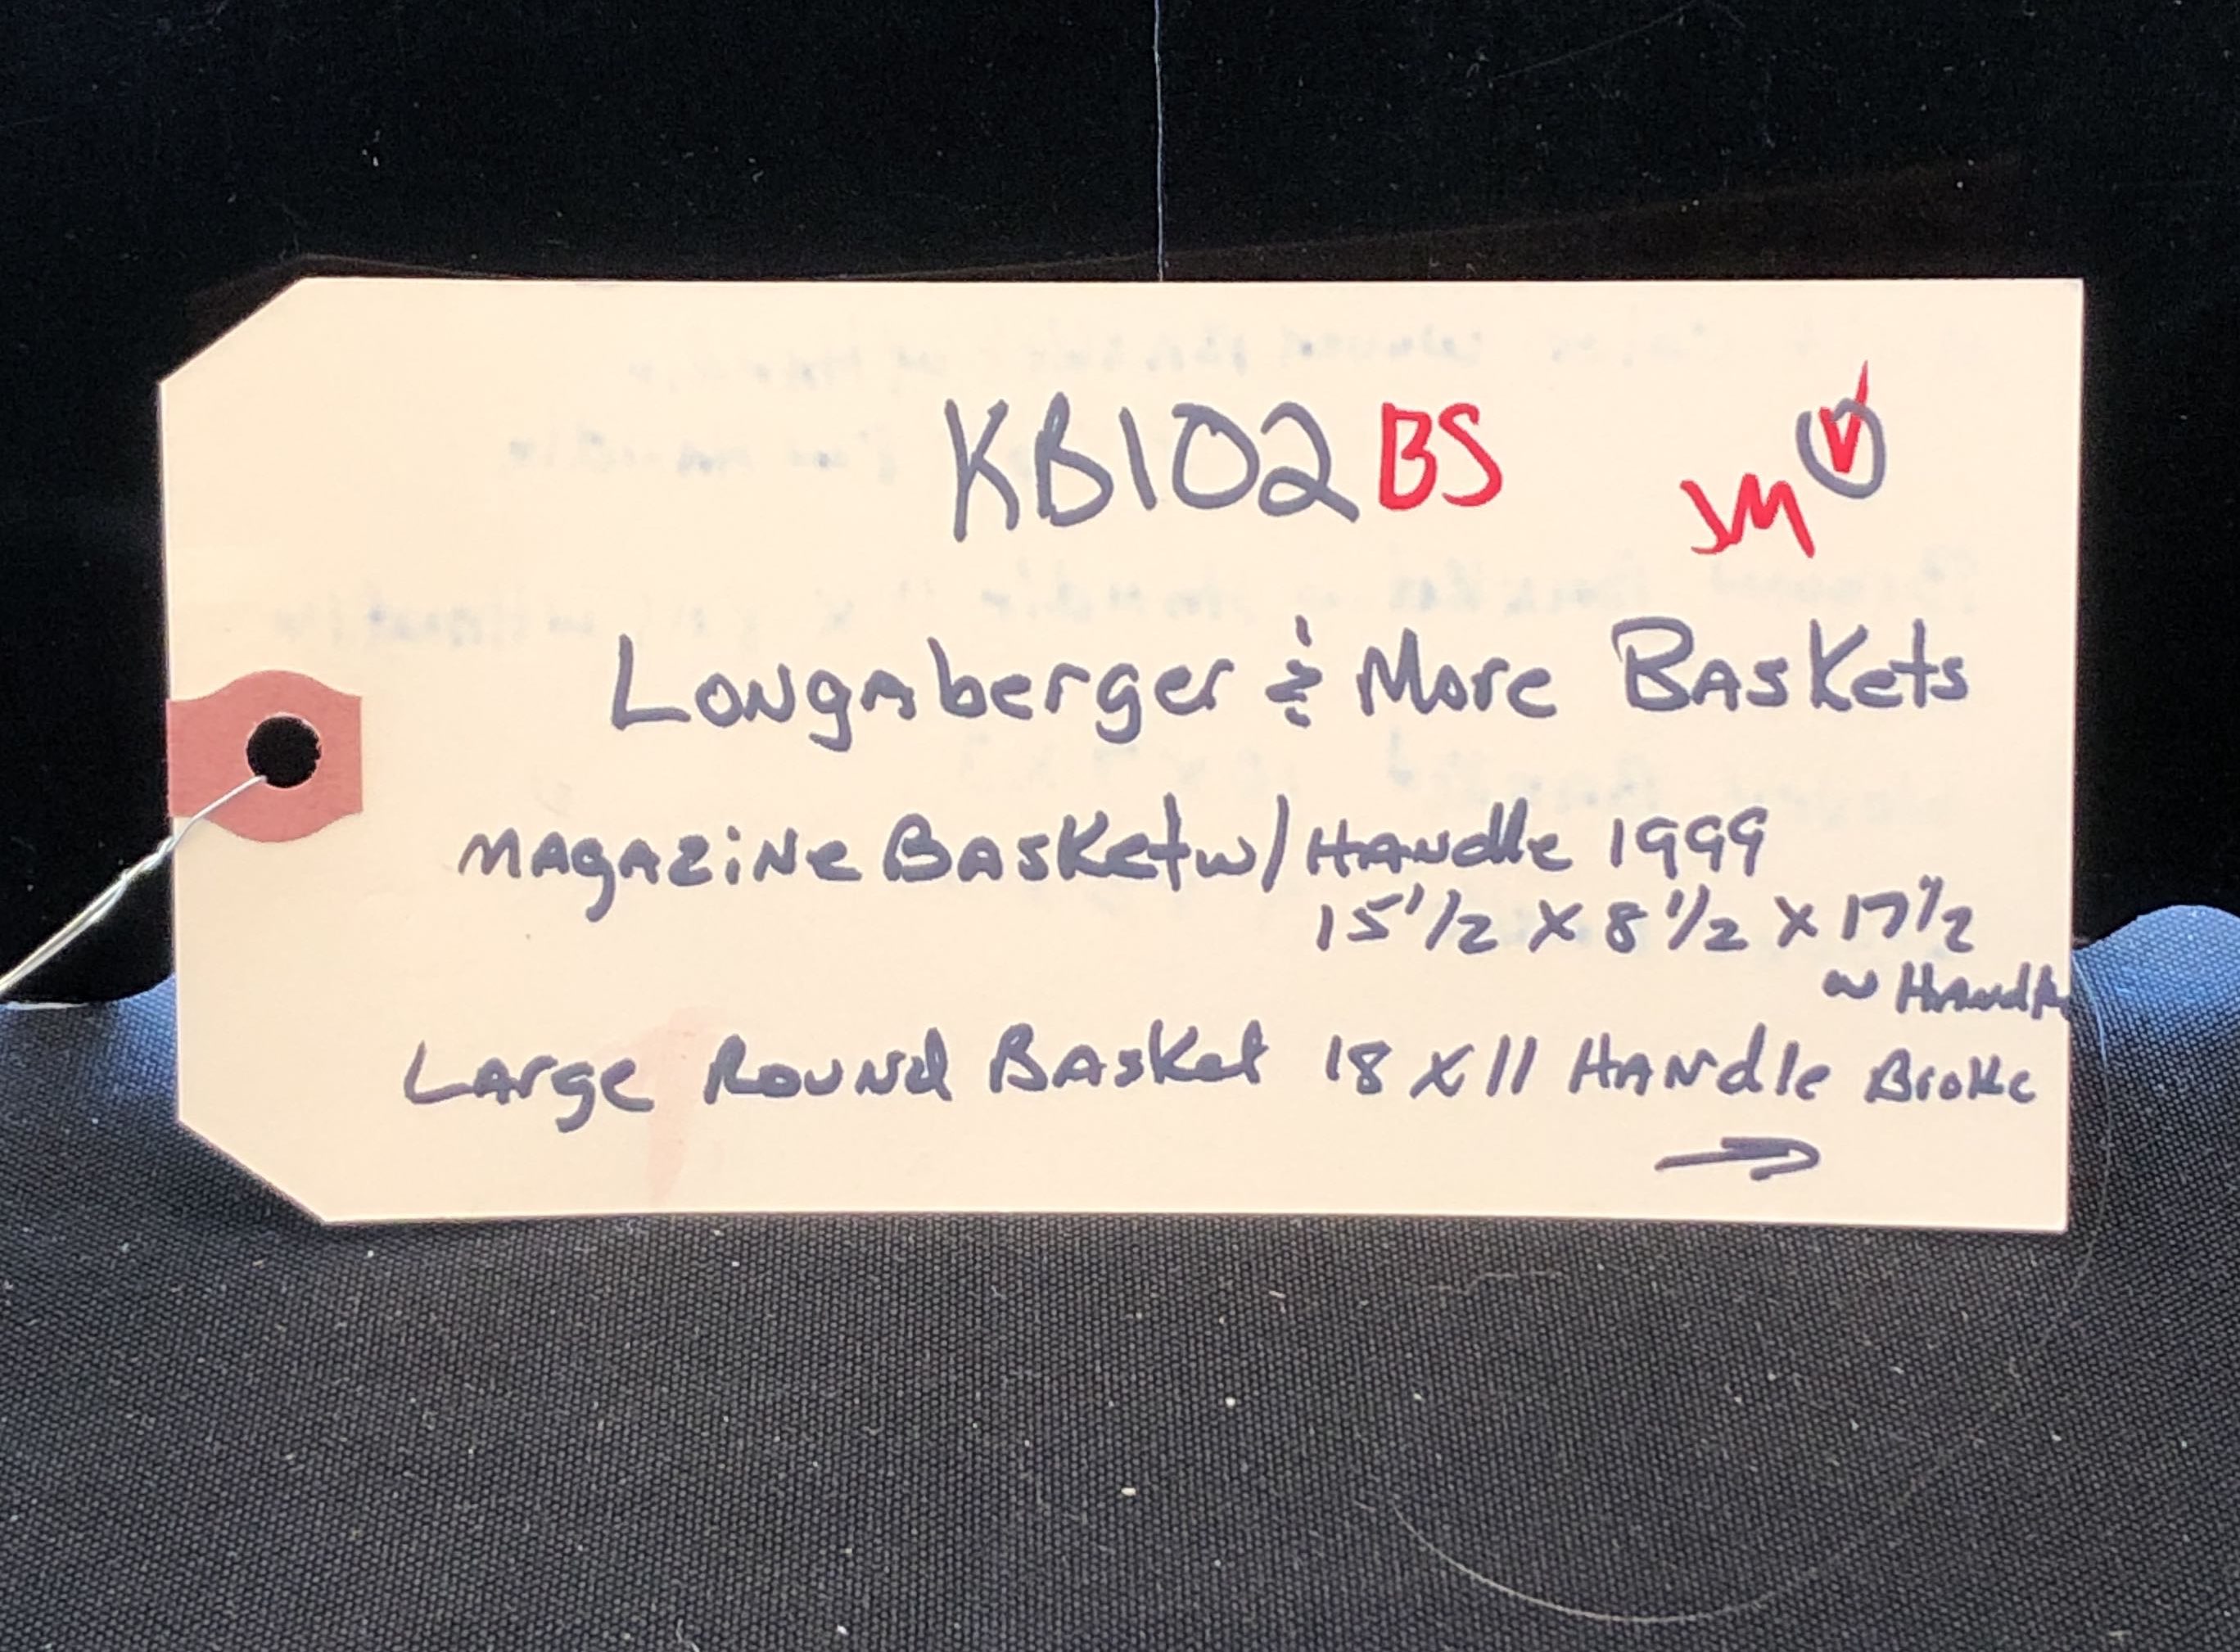 KB102 BS JM V
Longaberger & More Baskets
Magazine Basket w/ Handle 1999
15 1/2 X 8 1/2 X 17 1/2
w Handle
Large Round Basket 18 X 11 Handle Broke